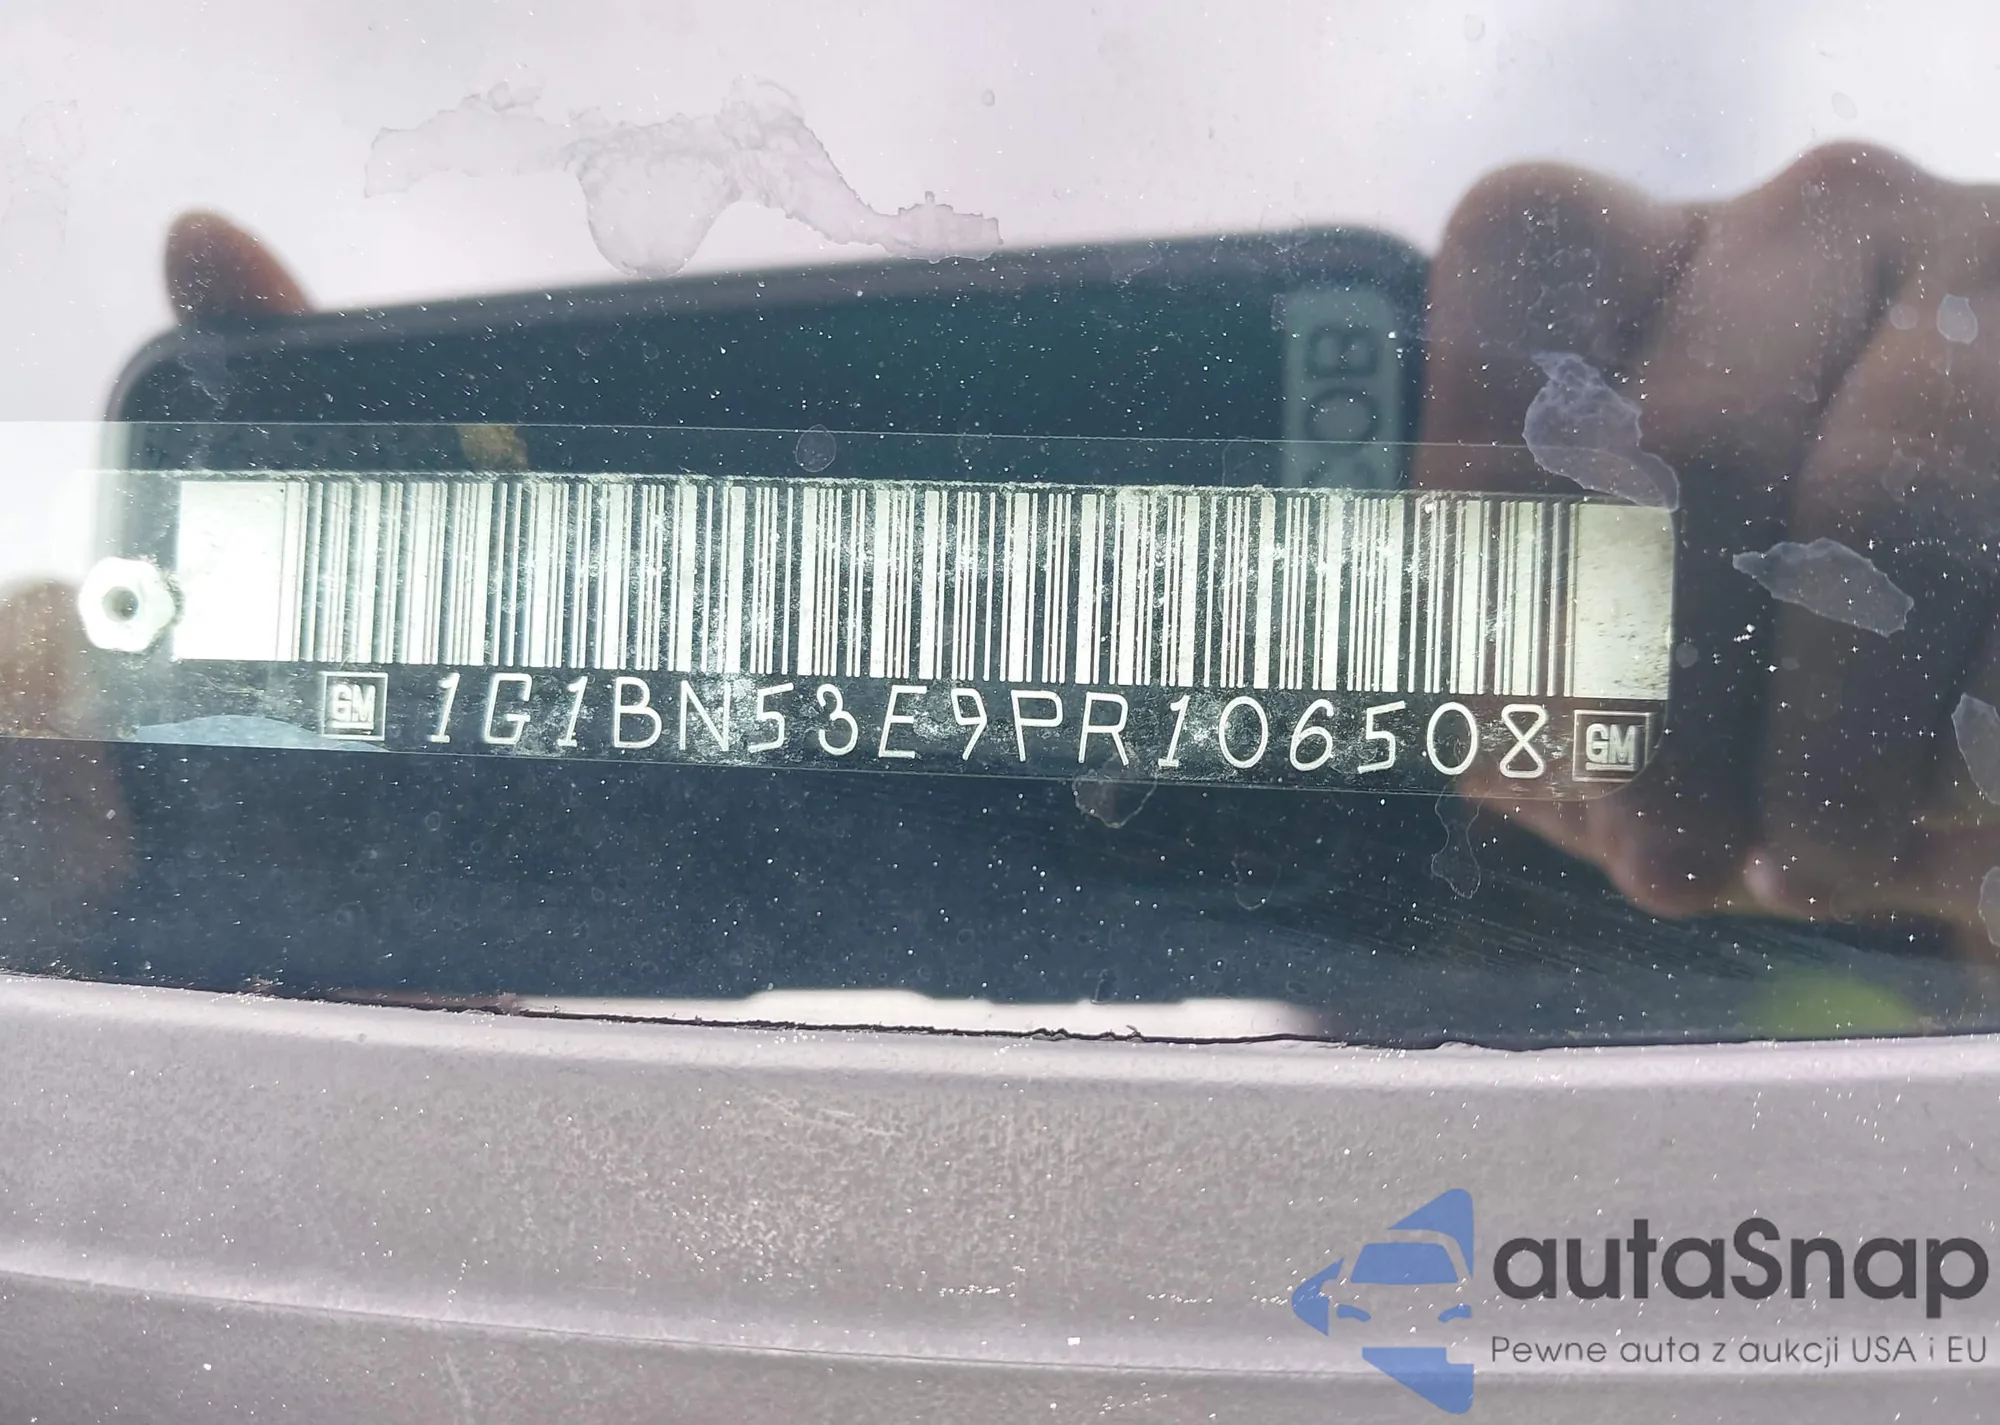 GM 1G1BN53E9PR106508 GM
autaSnap
Pewne auta z aukcji USA i EU